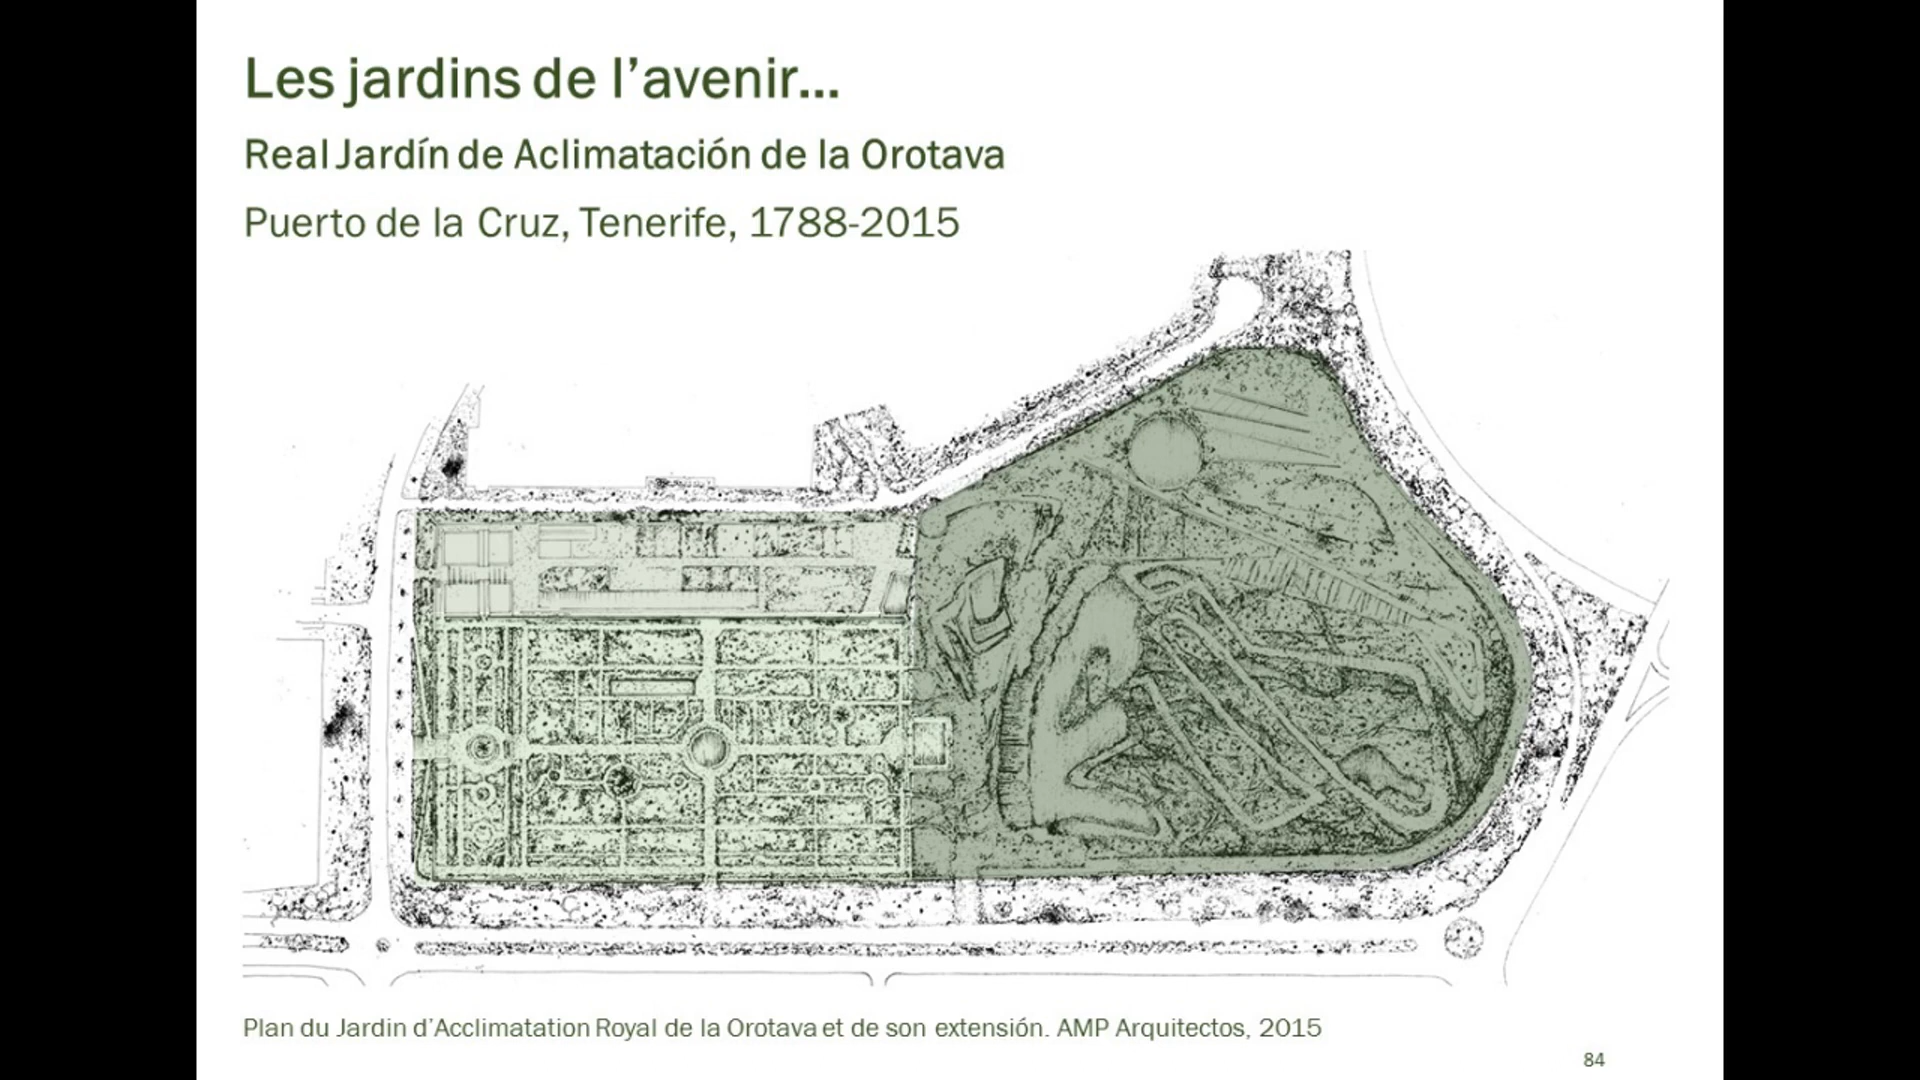 Les jardins de l’avenir...
Real Jardín de Aclimatación de la Orotava
Puerto de la Cruz, Tenerife, 1788-2015
Plan du Jardin d’Acclimatation Royal de la Orotava et de son extensión. AMP Arquitectos, 2015
84